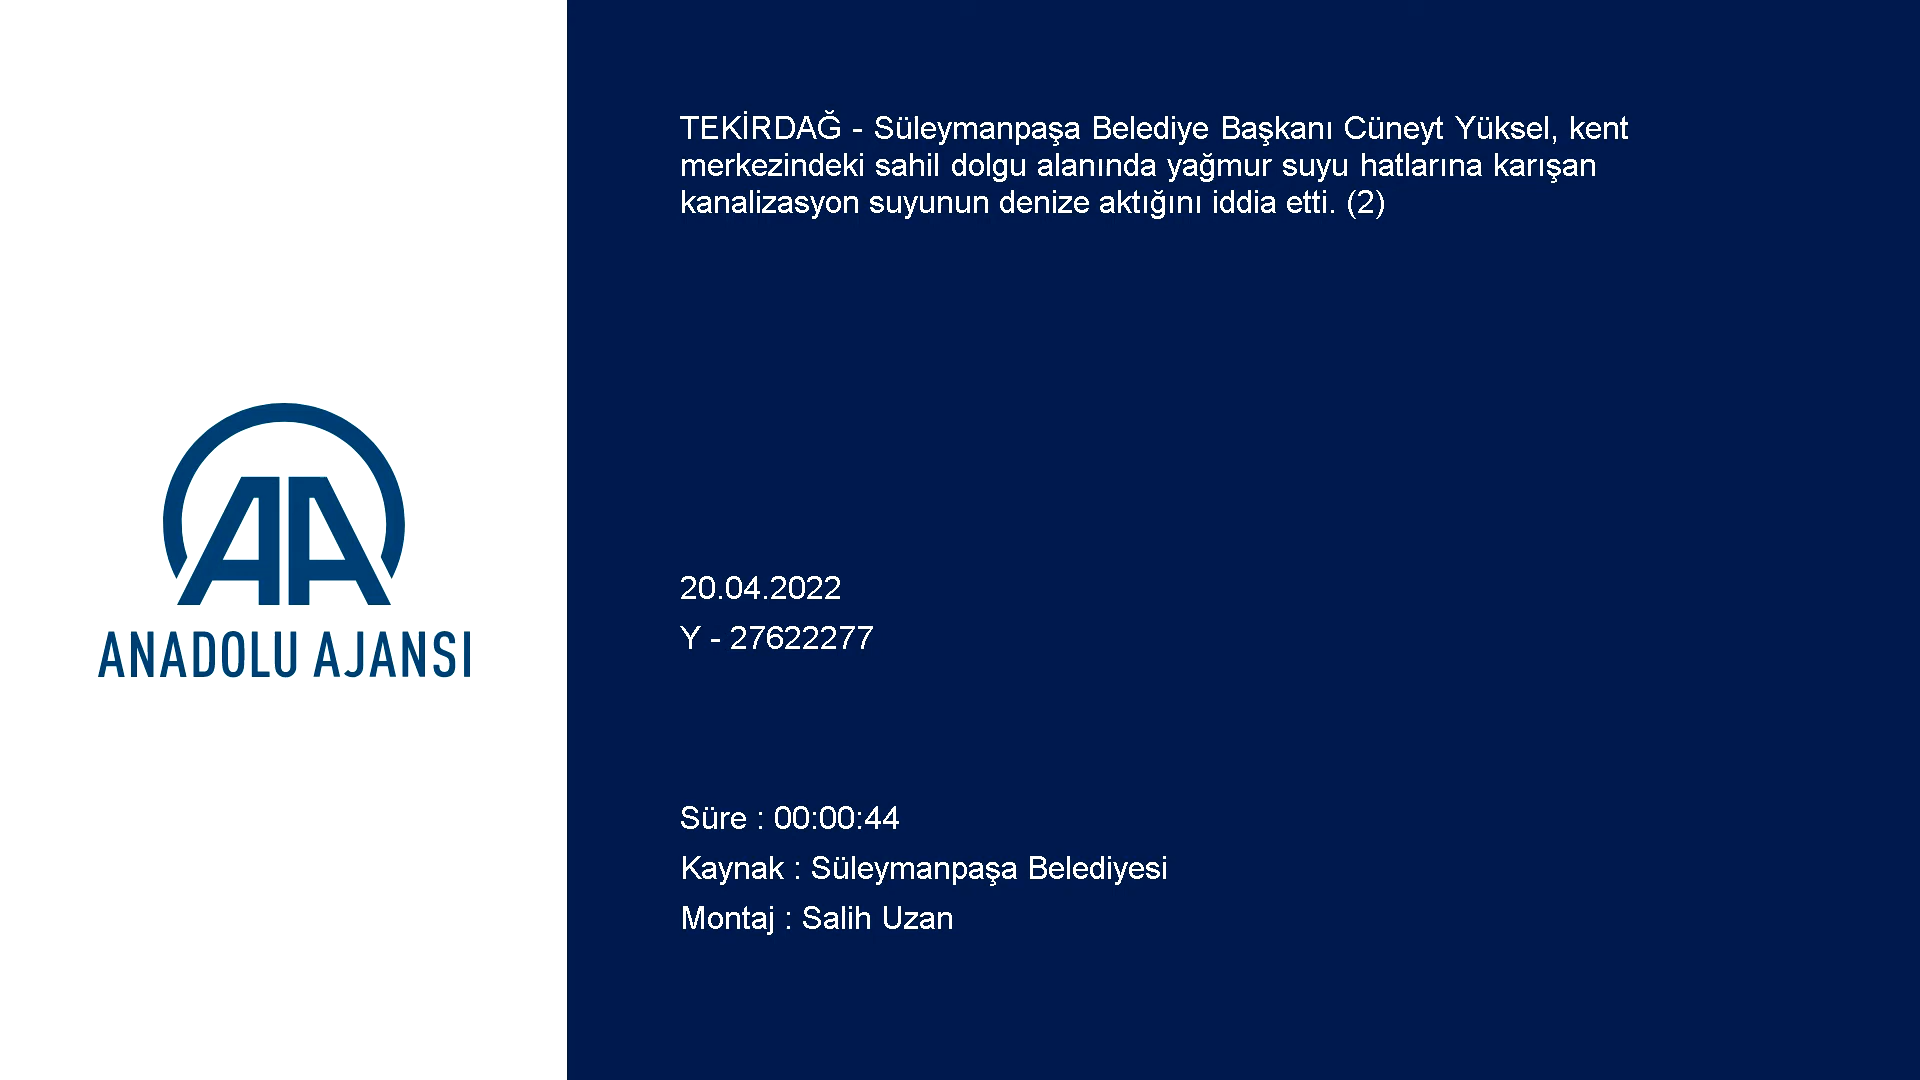 TEKİRDAĞ - Süleymanpaşa Belediye Başkanı Cüneyt Yüksel, kent
merkezindeki sahil dolgu alanında yağmur suyu hatlarına karışan
kanalizasyon suyunun denize aktığını iddia etti. (2)
AA
ANADOLU AJANSI
20.04.2022
Y - 27622277
Süre : 00:00:44
Kaynak : Süleymanpaşa Belediyesi
Montaj : Salih Uzan